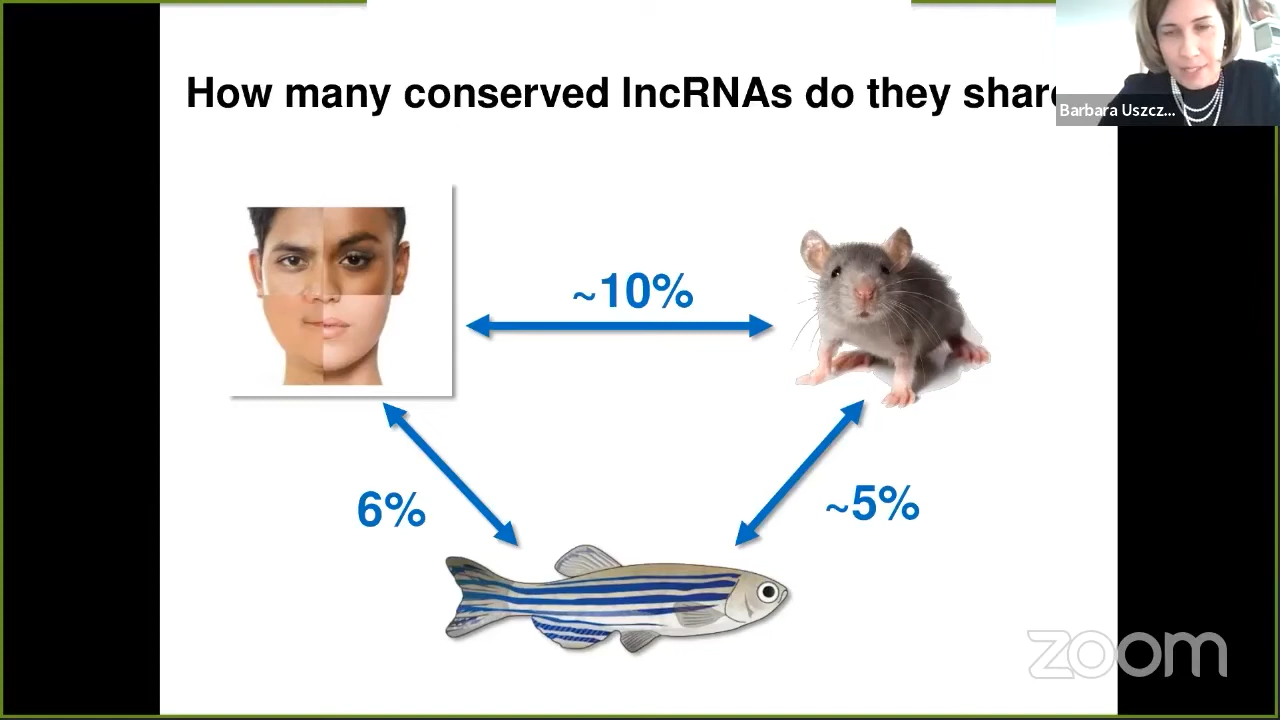 How many conserved lncRNAs do they share
Barbara Uszcz...
~10%
6%
~5%
zoom